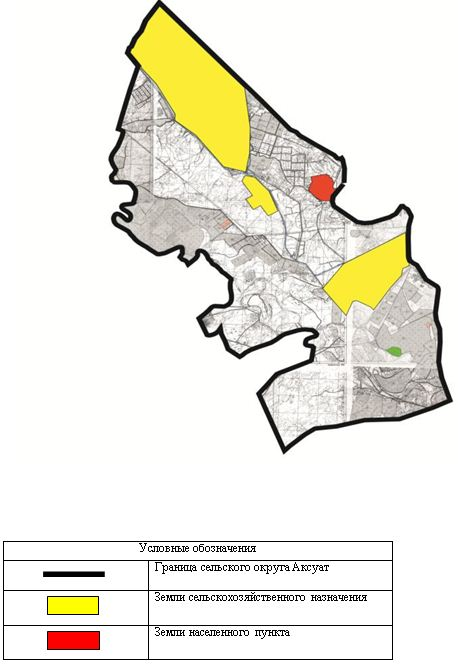 Условные обозначения
Граница сельского округа Аксуат
Земли сельскохозяйственного назначения
Земли населенного пункта